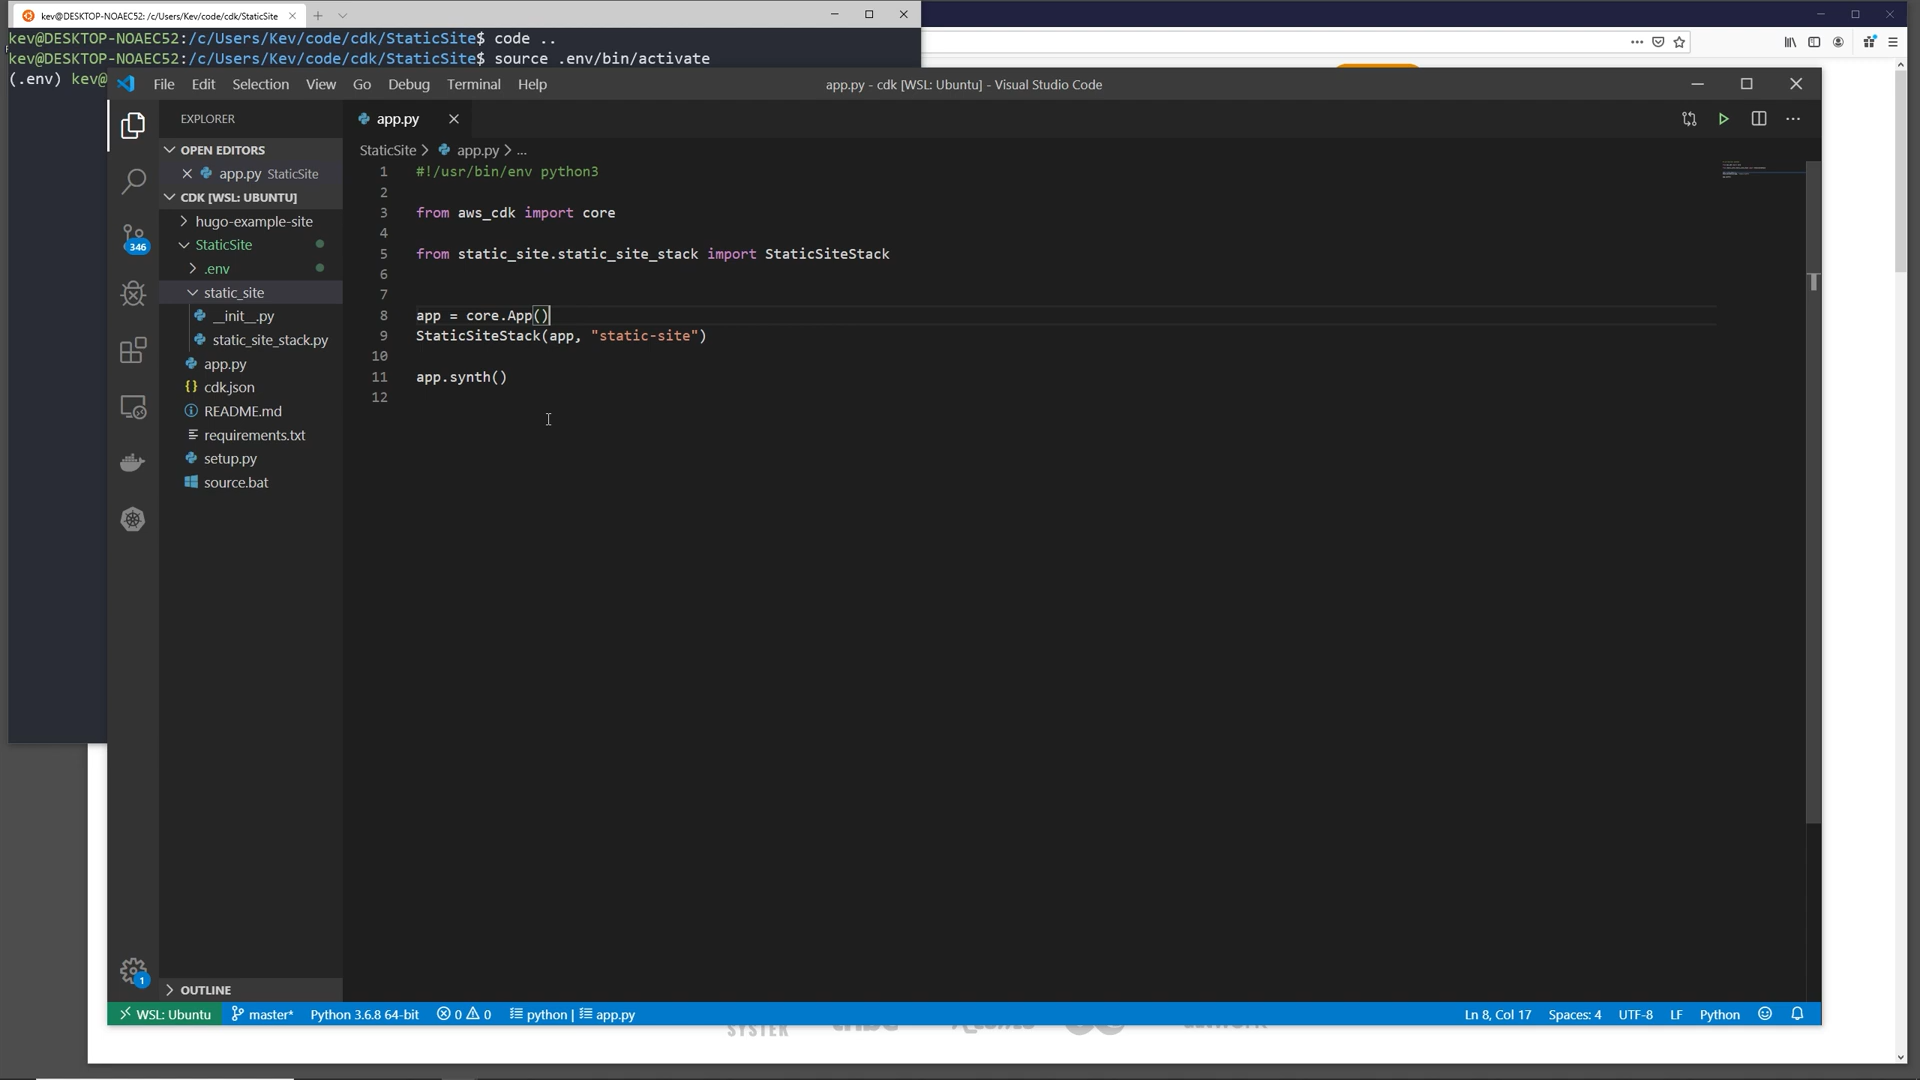 kev@DESKTOP-NOAEC52: /c/Users/Kev/code/cdk/StaticSite
kev@DESKTOP-NOAEC52:/c/Users/Kev/code/cdk/StaticSite$ code ..
kev@DESKTOP-NOAEC52:/c/Users/Kev/code/cdk/StaticSite$ source .env/bin/activate
(.env) kev@
File Edit Selection View Go Debug Terminal Help
app.py - cdk [WSL: Ubuntu] - Visual Studio Code
EXPLORER
OPEN EDITORS
app.py StaticSite
CDK [WSL: UBUNTU]
hugo-example-site
StaticSite
.env
static_site
__init__.py
static_site_stack.py
app.py
cdk.json
README.md
requirements.txt
setup.py
source.bat
OUTLINE
346
1
app.py
StaticSite > app.py > ...
1 #!/usr/bin/env python3
2
3 from aws_cdk import core
4
5 from static_site.static_site_stack import StaticSiteStack
6
7
8 app = core.App()
9 StaticSiteStack(app, "static-site")
10
11 app.synth()
12
WSL: Ubuntu master* Python 3.6.8 64-bit 0 0 python | app.py
Ln 8, Col 17 Spaces: 4 UTF-8 LF Python